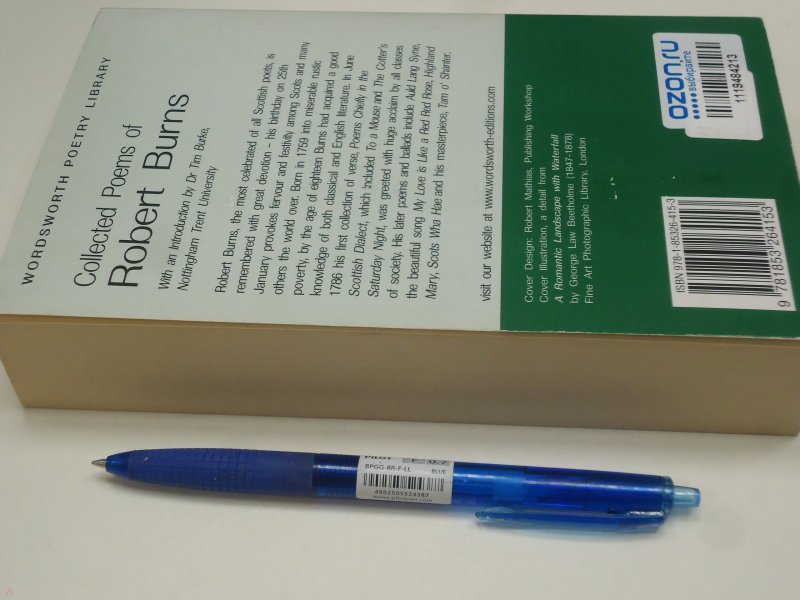 WORDSWORTH POETRY LIBRARY
Collected Poems of
Robert Burns
With an Introduction by Dr Tim Burke,
Nottingham Trent University
Robert Burns, the most celebrated of all Scottish poets, is
remembered with great devotion – his birthday on 25th
January provokes fervour and festivity among Scots and many
others the world over. Born in 1759 into miserable rustic
poverty, by the age of eighteen Burns had acquired a good
knowledge of both classical and English literature. In June
1786 his first collection of verse, Poems Chiefly in the
Scottish Dialect, which included To a Mouse and The Cotter's
Saturday Night, was greeted with huge acclaim by all classes
of society. His later poems and ballads include Auld Lang Syne,
the beautiful song My Love is Like a Red Red Rose, Highland
Mary, Scots Wha Hae and his masterpiece, Tam o' Shanter.
visit our website at www.wordsworth-editions.com
Cover Design: Robert Mathias, Publishing Workshop
Cover Illustration, a detail from
A Romantic Landscape with Waterfall
by George Law Beetholme (1847-1878)
Fine Art Photographic Library, London
ozon.ru
выбирайте
1119484213
ISBN 978-1-85326-415-3
9 781853 264153
PILOT F 0.7
BPGG-8R-F-LL BLUE
4902505524387
www.pilotpen.com